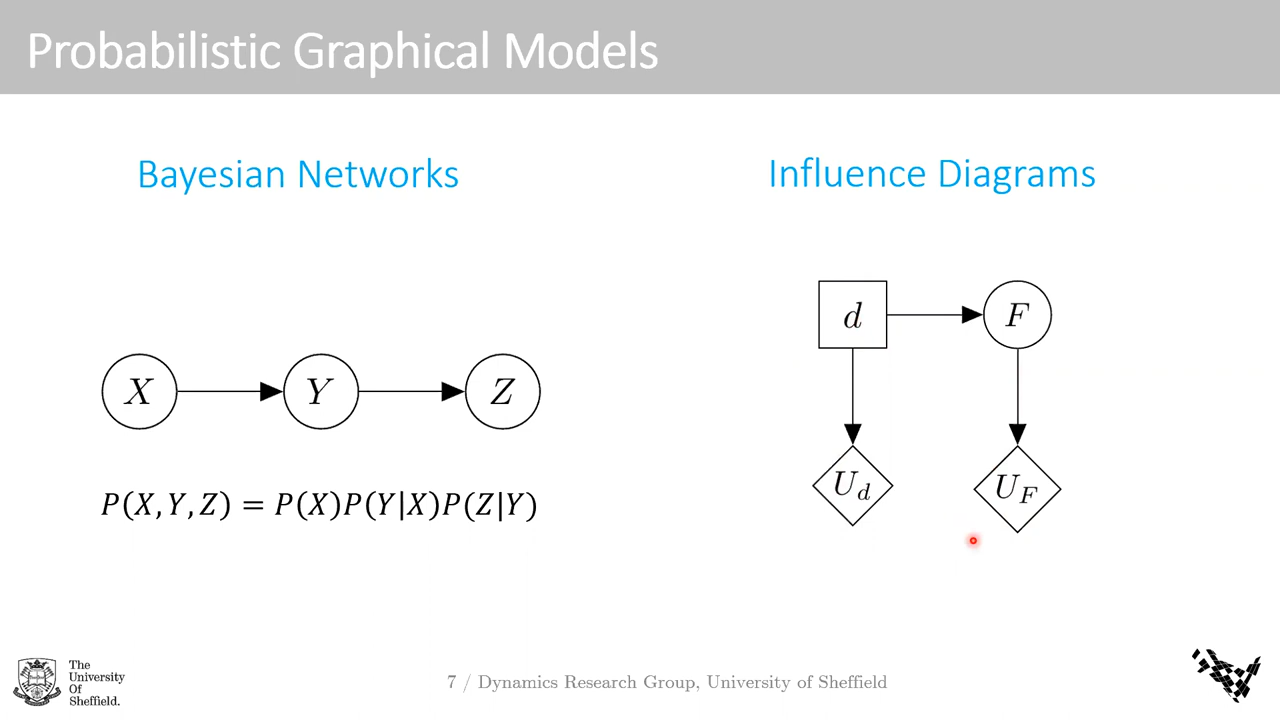 Probabilistic Graphical Models
Bayesian Networks
X
Y
Z
P(X, Y, Z) = P(X)P(Y|X)P(Z|Y)
Influence Diagrams
d
F
U_d
U_F
The
University
Of
Sheffield.
7 / Dynamics Research Group, University of Sheffield